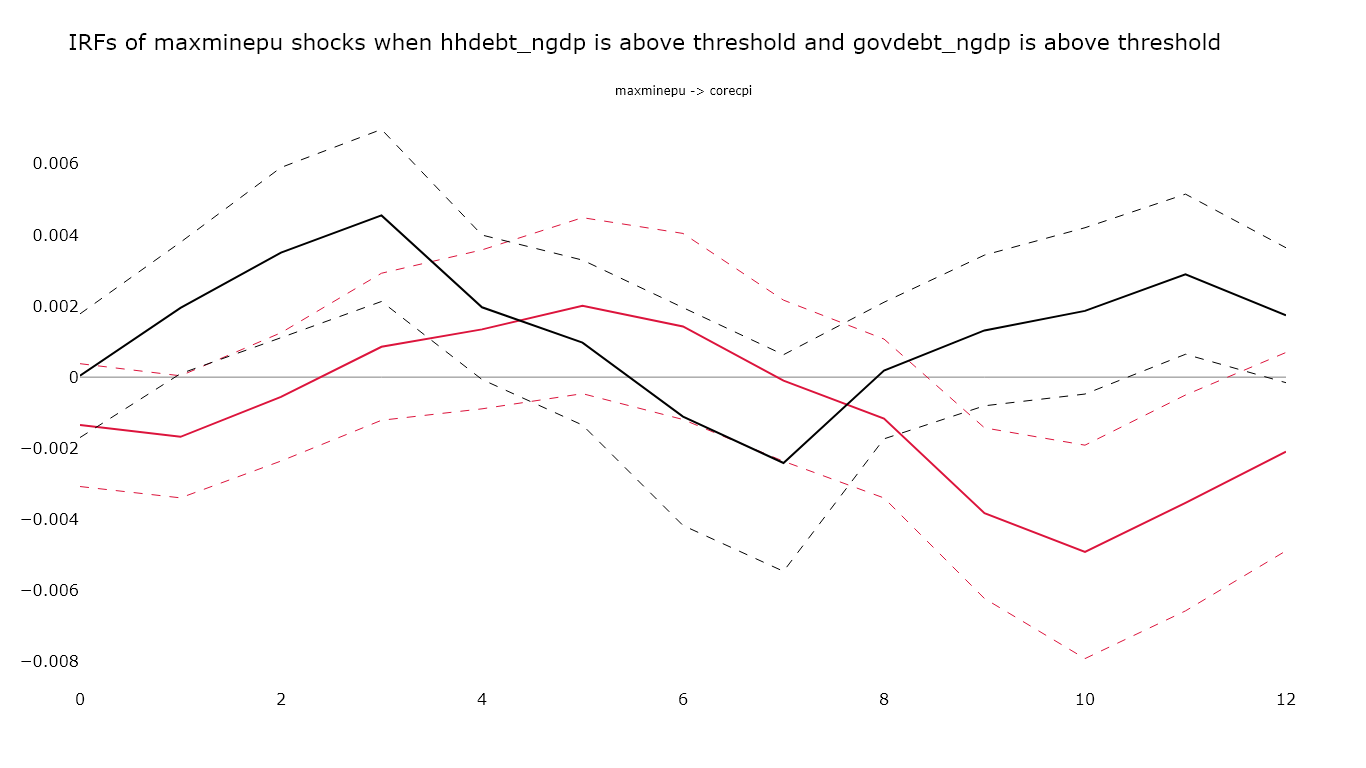 IRFs of maxminepu shocks when hhdebt_ngdp is above threshold and govdebt_ngdp is above threshold
maxminepu -> corecpi
0.006
0.004
0.002
0
−0.002
−0.004
−0.006
−0.008
0 2 4 6 8 10 12